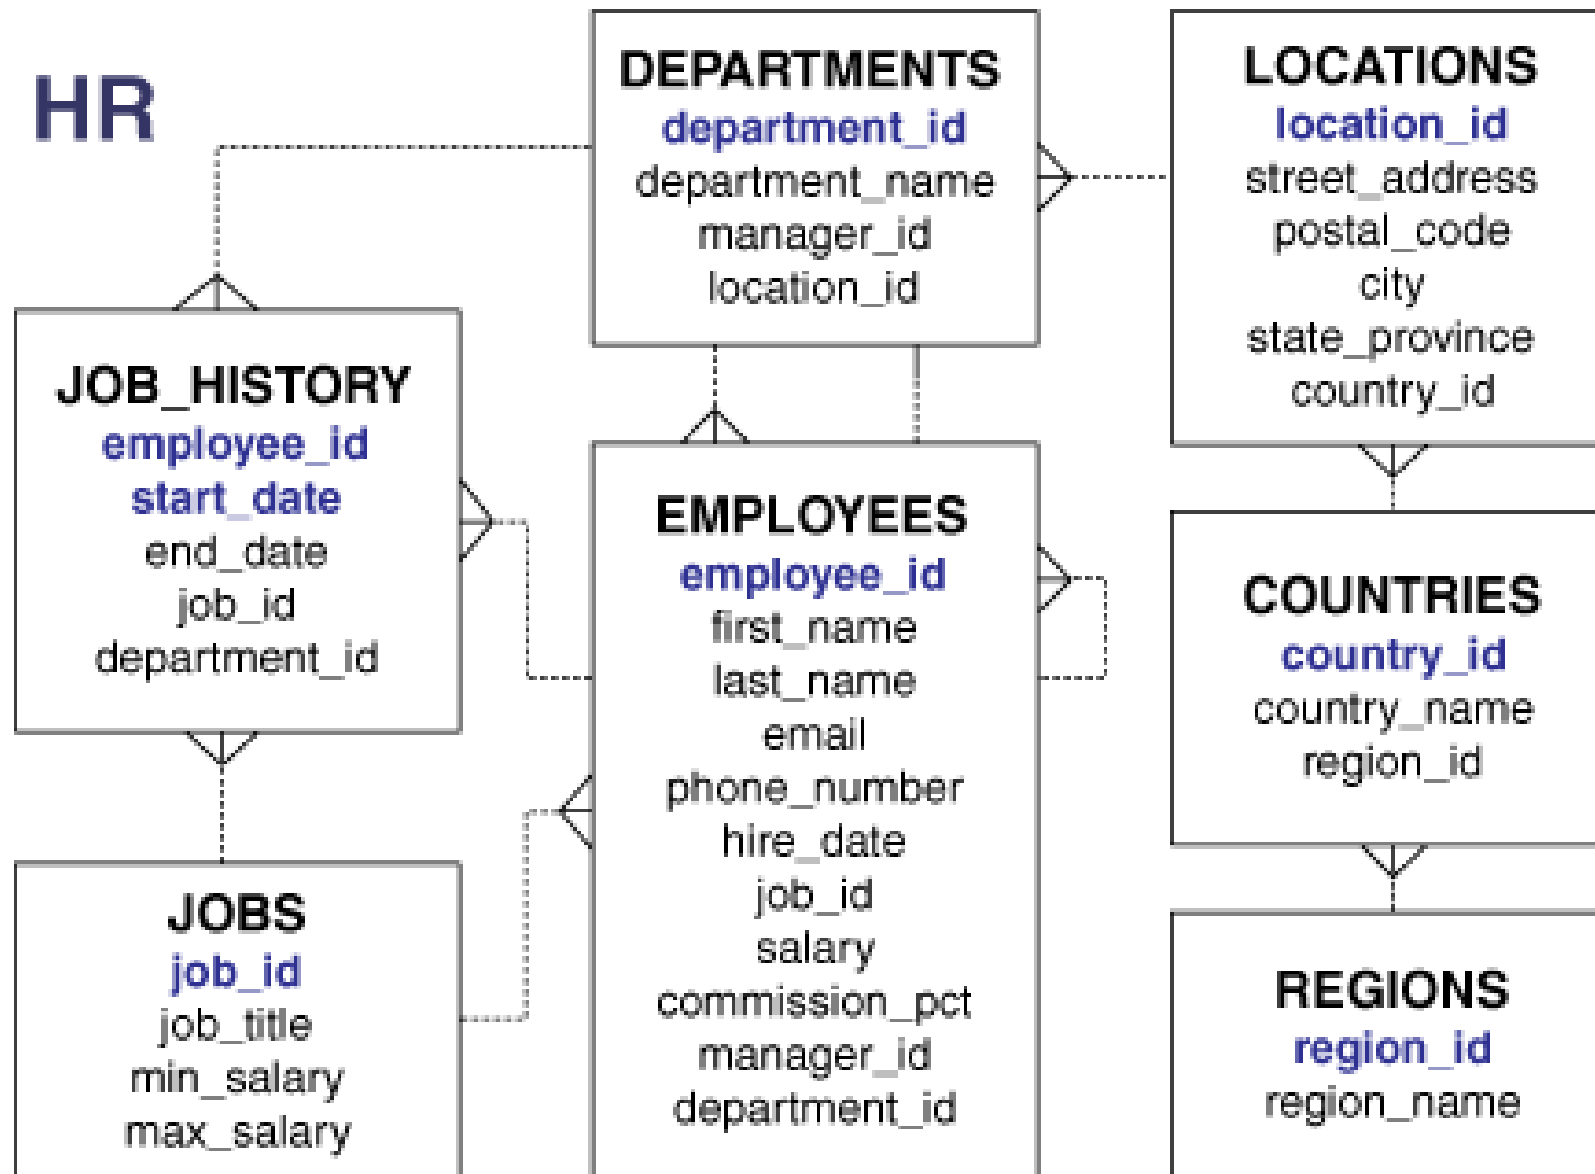 HR
DEPARTMENTS
department_id
department_name
manager_id
location_id
LOCATIONS
location_id
street_address
postal_code
city
state_province
country_id
JOB_HISTORY
employee_id
start_date
end_date
job_id
department_id
EMPLOYEES
employee_id
first_name
last_name
email
phone_number
hire_date
job_id
salary
commission_pct
manager_id
department_id
COUNTRIES
country_id
country_name
region_id
JOBS
job_id
job_title
min_salary
max_salary
REGIONS
region_id
region_name